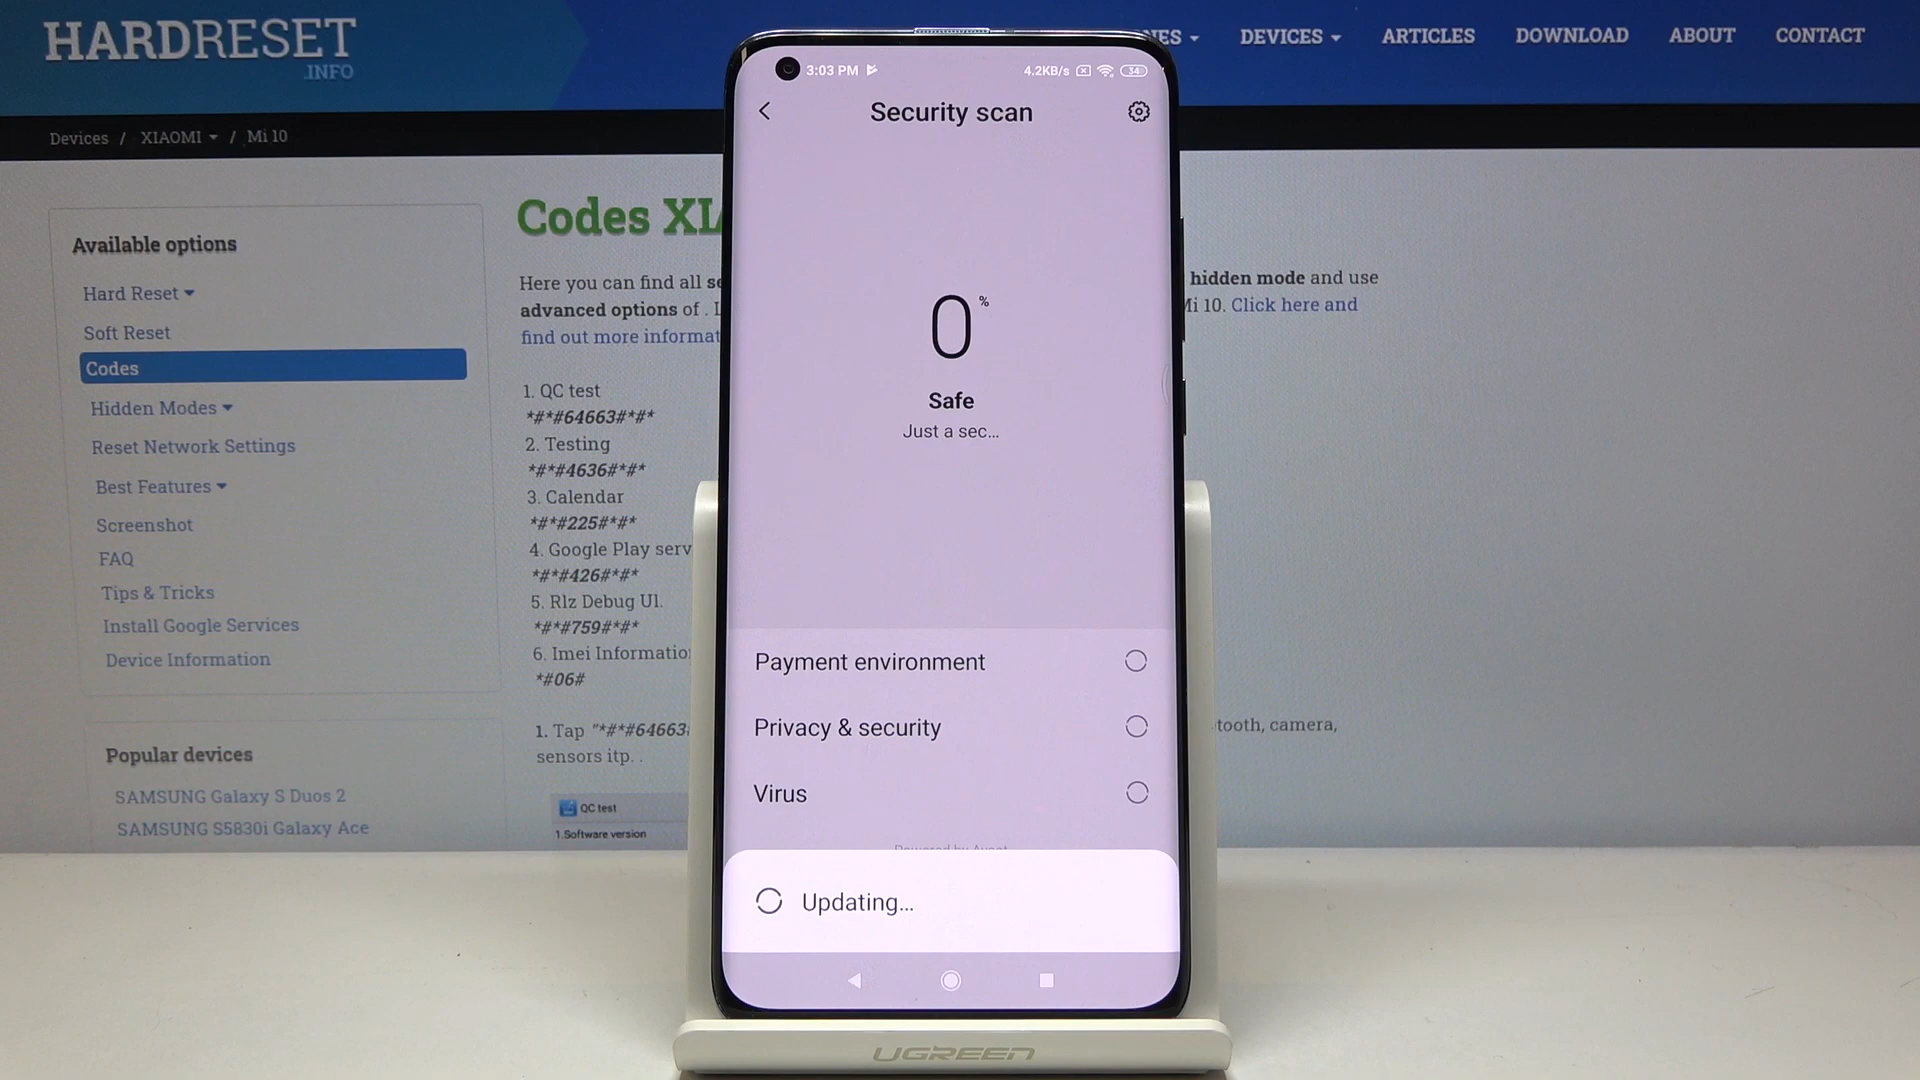 HARDRESET
.INFO
DEVICES
ARTICLES
DOWNLOAD
ABOUT
CONTACT
Devices / XIAOMI / Mi 10
Available options
Hard Reset
Soft Reset
Codes
Hidden Modes
Reset Network Settings
Best Features
Screenshot
FAQ
Tips & Tricks
Install Google Services
Device Information
Popular devices
SAMSUNG Galaxy S Duos 2
SAMSUNG S5830i Galaxy Ace
Codes
Here you can find all
hidden mode and use
advanced options of .
Mi 10. Click here and
find out more
1. QC test
*#*#64663#*#*
2. Testing
*#*#4636#*#*
3. Calendar
*#*#225#*#*
4. Google Play
*#*#426#*#*
5. Rlz Debug UI.
*#*#759#*#*
6. Imei
*#06#
1. Tap "*#*#64663
camera,
sensors itp. .
QC test
1.Software version
3:03 PM
4.2KB/s
34
Security scan
0%
Safe
Just a sec...
Payment environment
Privacy & security
Virus
Updating...
UGREEN